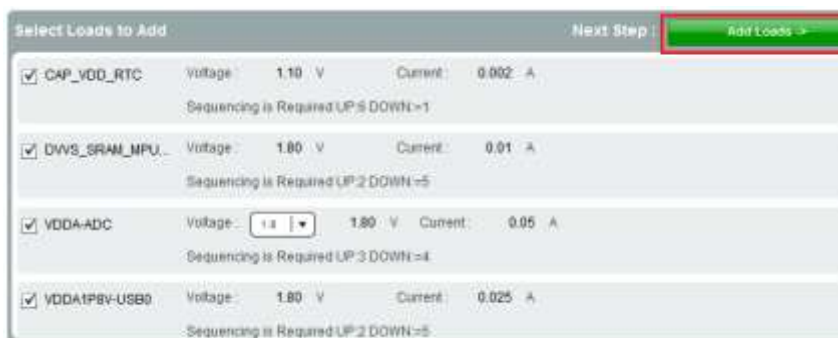 Select Loads to Add Next Step : Add Loads ->
CAP_VDD_RTC Voltage : 1.10 V Current : 0.002 A
Sequencing is Required UP:6 DOWN:=1
DVVS_SRAM_MPU... Voltage : 1.80 V Current : 0.01 A
Sequencing is Required UP:2 DOWN:=5
VDDA-ADC Voltage : 1.8 1.80 V Current : 0.05 A
Sequencing is Required UP:3 DOWN:=4
VDDA1P8V-USB0 Voltage : 1.80 V Current : 0.025 A
Sequencing is Required UP:2 DOWN:=5